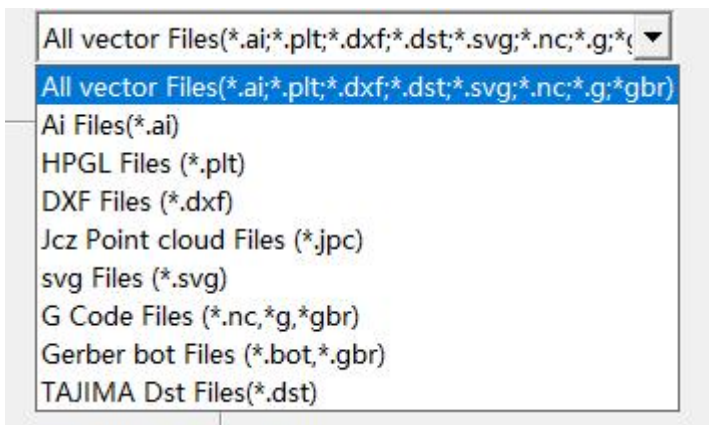 All vector Files(*.ai;*.plt;*.dxf;*.dst;*.svg;*.nc;*.g;*
All vector Files(*.ai;*.plt;*.dxf;*.dst;*.svg;*.nc;*.g;*gbr)
Ai Files(*.ai)
HPGL Files (*.plt)
DXF Files (*.dxf)
Jcz Point cloud Files (*.jpc)
svg Files (*.svg)
G Code Files (*.nc,*g,*gbr)
Gerber bot Files (*.bot,*.gbr)
TAJIMA Dst Files(*.dst)